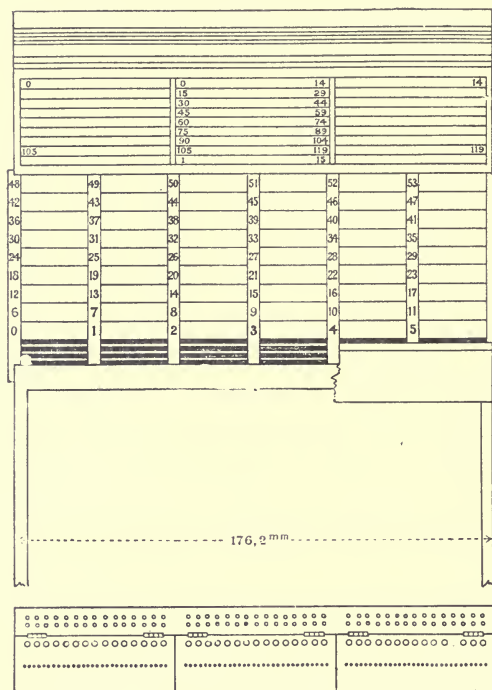 0 0 14 14
15 29
30 44
45 59
60 74
75 89
90 104
105 105 119 119
1 15
48 49 50 51 52 53
42 43 44 45 46 47
36 37 38 39 40 41
30 31 32 33 34 35
24 25 26 27 28 29
18 19 20 21 22 23
12 13 14 15 16 17
6 7 8 9 10 11
0 1 2 3 4 5
176,2mm